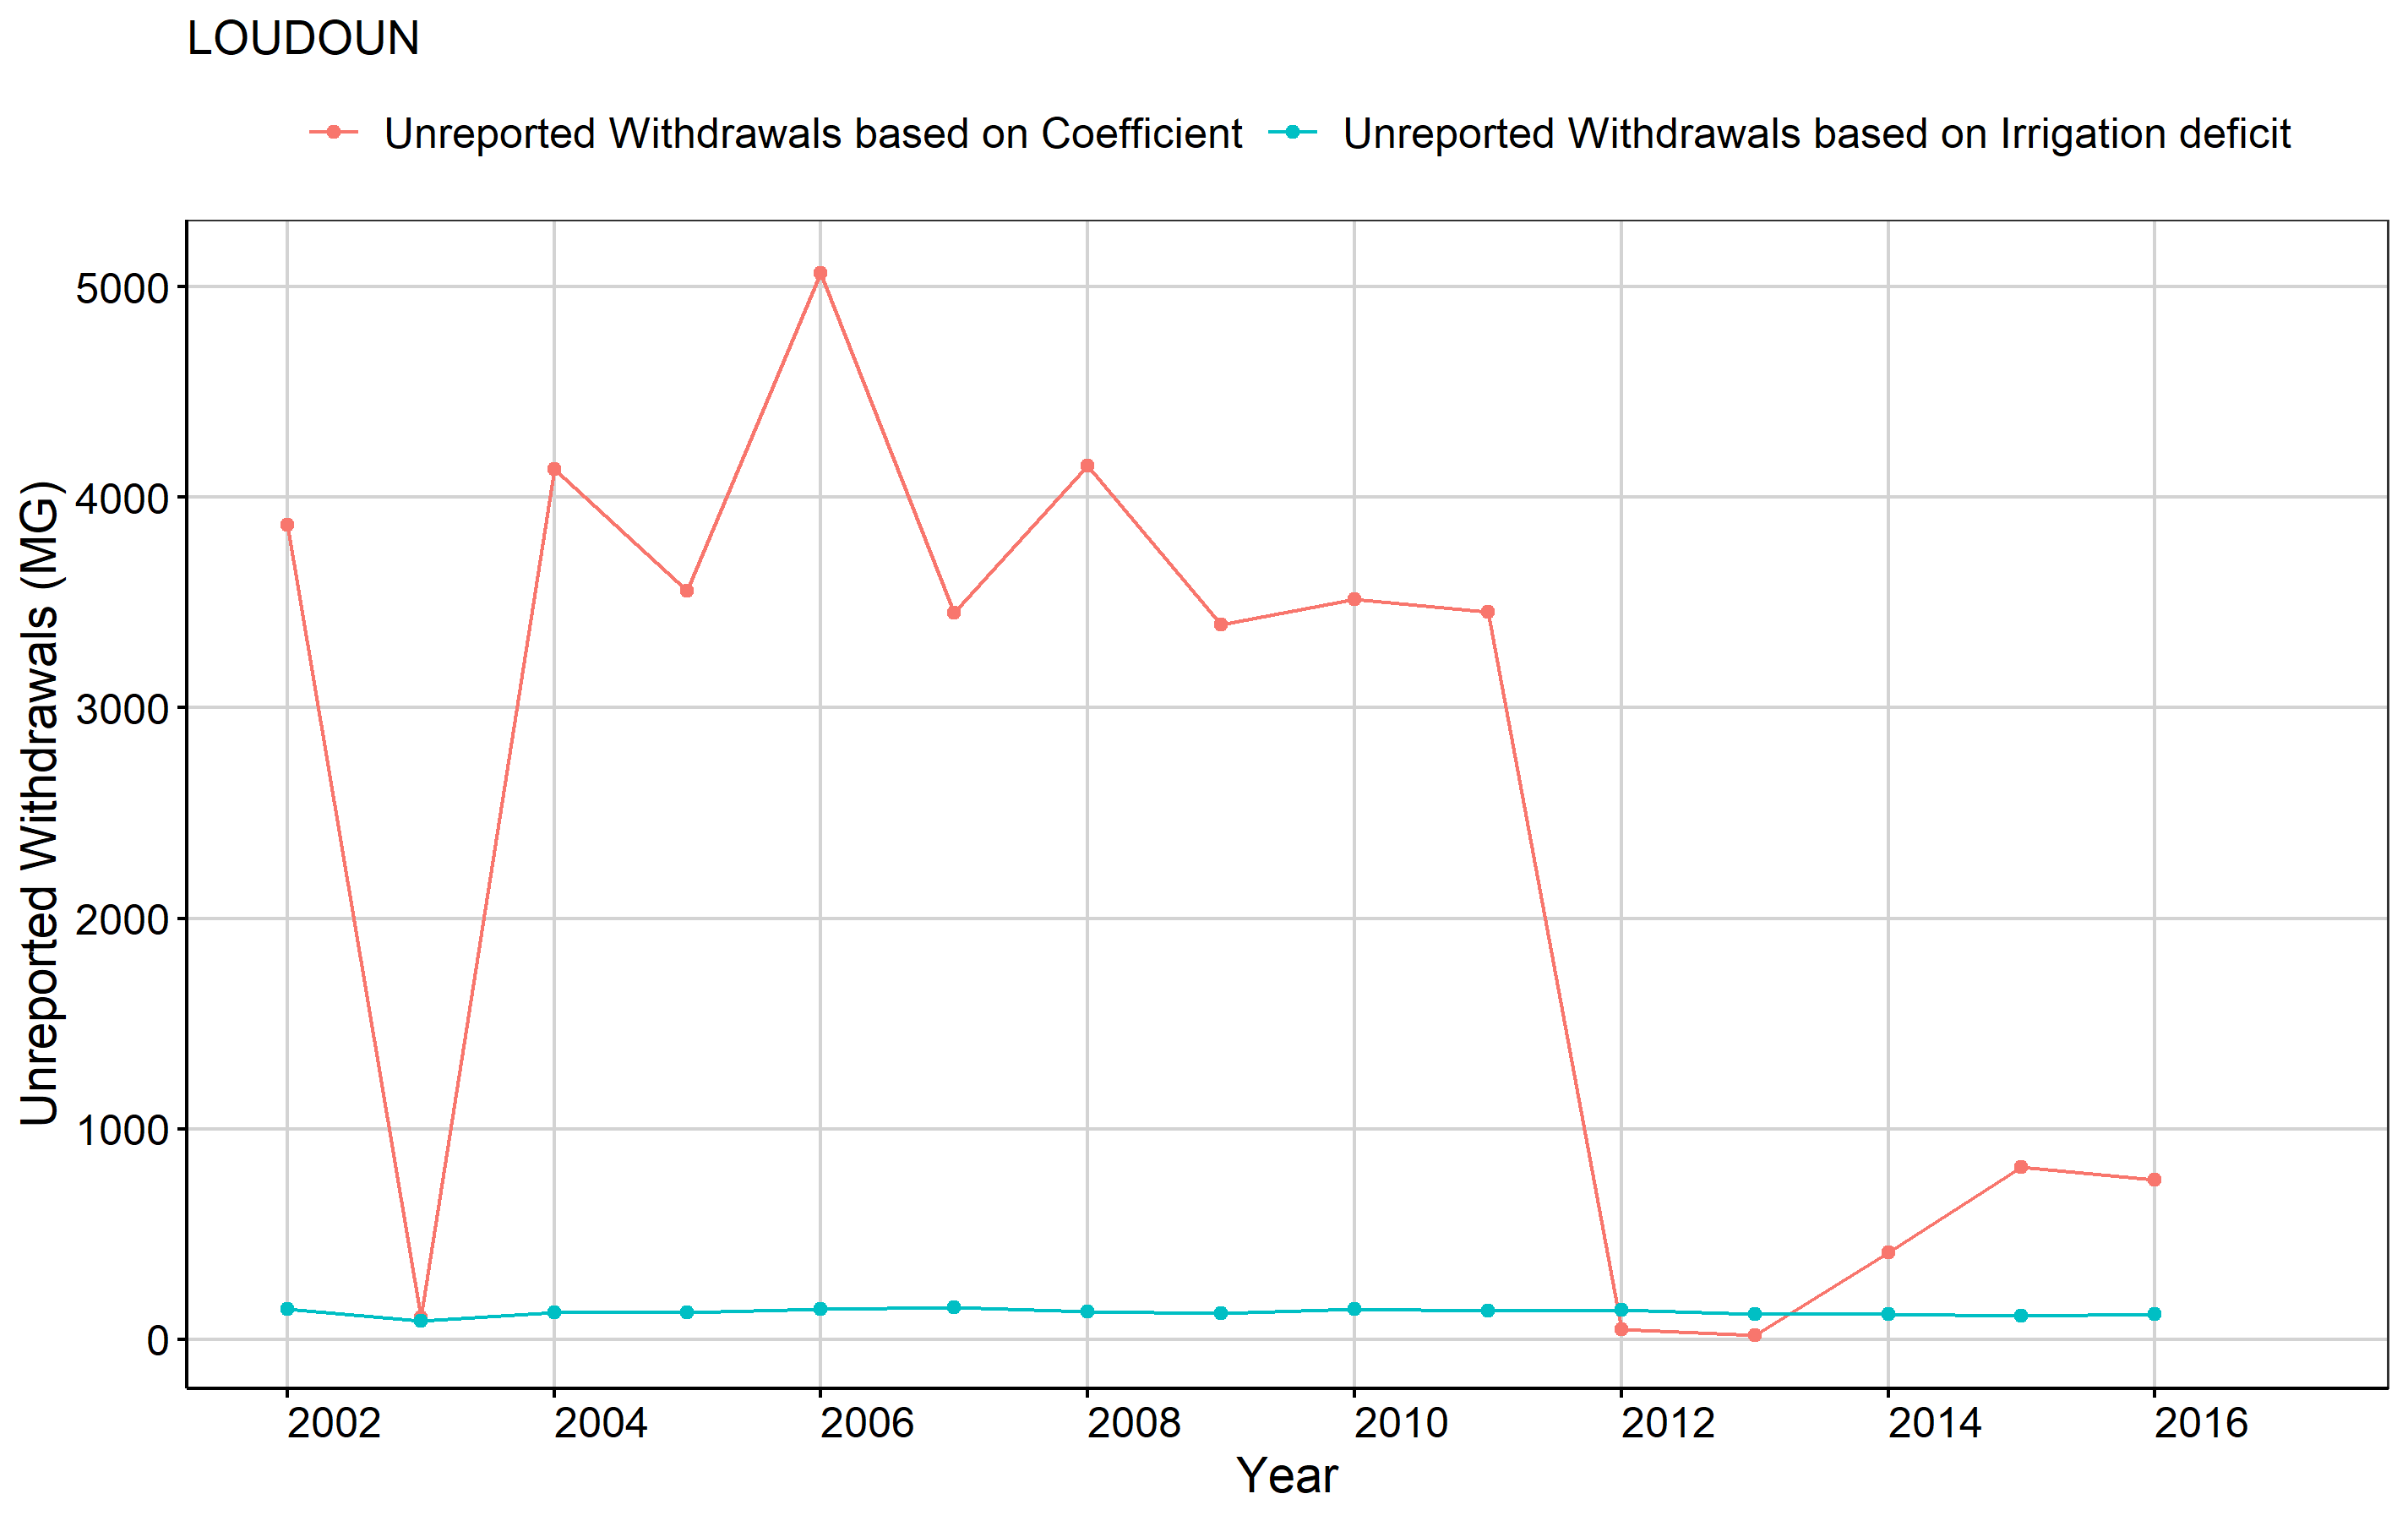 LOUDOUN
Unreported Withdrawals based on Coefficient Unreported Withdrawals based on Irrigation deficit
Unreported Withdrawals (MG)
5000
4000
3000
2000
1000
0
2002 2004 2006 2008 2010 2012 2014 2016
Year